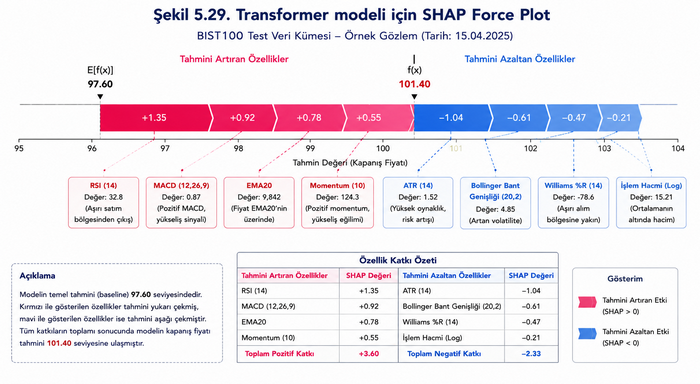 Şekil 5.29. Transformer modeli için SHAP Force Plot
BIST100 Test Veri Kümesi – Örnek Gözlem (Tarih: 15.04.2025)
Tahmini Artıran Özellikler
Tahmini Azaltan Özellikler
E[f(x)]
97.60
f(x)
101.40
+1.35
+0.92
+0.78
+0.55
−1.04
−0.61
−0.47
−0.21
95
96
97
98
99
100
101
102
103
104
Tahmin Değeri (Kapanış Fiyatı)
RSI (14)
Değer: 32.8
(Aşırı satım
bölgesinden çıkış)
MACD (12,26,9)
Değer: 0.87
(Pozitif MACD,
yükseliş sinyali)
EMA20
Değer: 9,842
(Fiyat EMA20'nin
üzerinde)
Momentum (10)
Değer: 124.3
(Pozitif momentum,
yükseliş eğilimi)
ATR (14)
Değer: 1.52
(Yüksek oynaklık,
risk artışı)
Bollinger Bant
Genişliği (20,2)
Değer: 4.85
(Artan volatilite)
Williams %R (14)
Değer: -78.6
(Aşırı alım
bölgesine yakın)
İşlem Hacmi (Log)
Değer: 15.21
(Ortalamanın
altında hacim)
Açıklama
Modelin temel tahmini (baseline) 97.60 seviyesindedir.
Kırmızı ile gösterilen özellikler tahmini yukarı çekmiş,
mavi ile gösterilen özellikler ise tahmini aşağı çekmiştir.
Tüm katkıların toplamı sonucunda modelin kapanış fiyatı
tahmini 101.40 seviyesine ulaşmıştır.
Özellik Katkı Özeti
Tahmini Artıran Özellikler SHAP Değeri Tahmini Azaltan Özellikler SHAP Değeri
RSI (14) +1.35 ATR (14) −1.04
MACD (12,26,9) +0.92 Bollinger Bant Genişliği (20,2) −0.61
EMA20 +0.78 Williams %R (14) −0.47
Momentum (10) +0.55 İşlem Hacmi (Log) −0.21
Toplam Pozitif Katkı +3.60 Toplam Negatif Katkı −2.33
Gösterim
Tahmini Artıran Etki
(SHAP > 0)
Tahmini Azaltan Etki
(SHAP < 0)